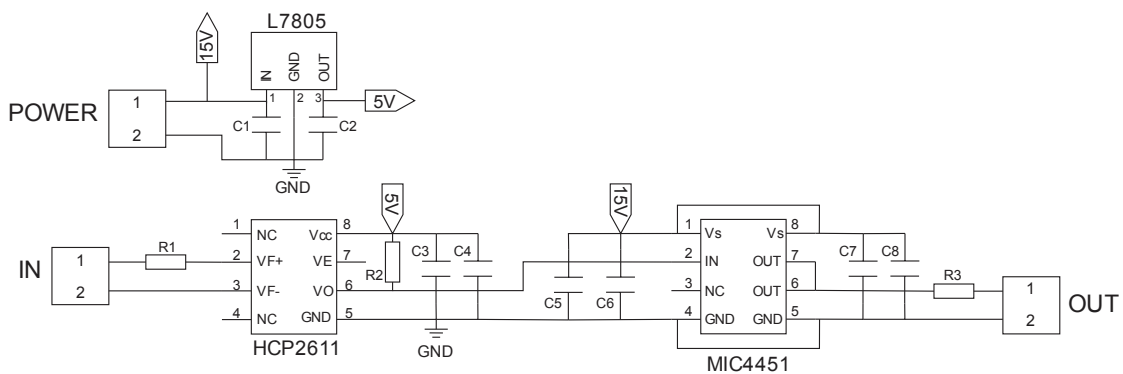 L7805
15V
IN
GND
OUT
POWER
1
2
1
2
3
5V
C1
C2
GND
5V
15V
IN
1
2
R1
1
2
3
4
NC
VF+
VF-
NC
Vcc
VE
VO
GND
8
7
6
5
HCP2611
R2
C3
C4
GND
C5
C6
1
2
3
4
Vs
IN
NC
GND
Vs
OUT
OUT
GND
8
7
6
5
MIC4451
C7
C8
R3
1
2
OUT